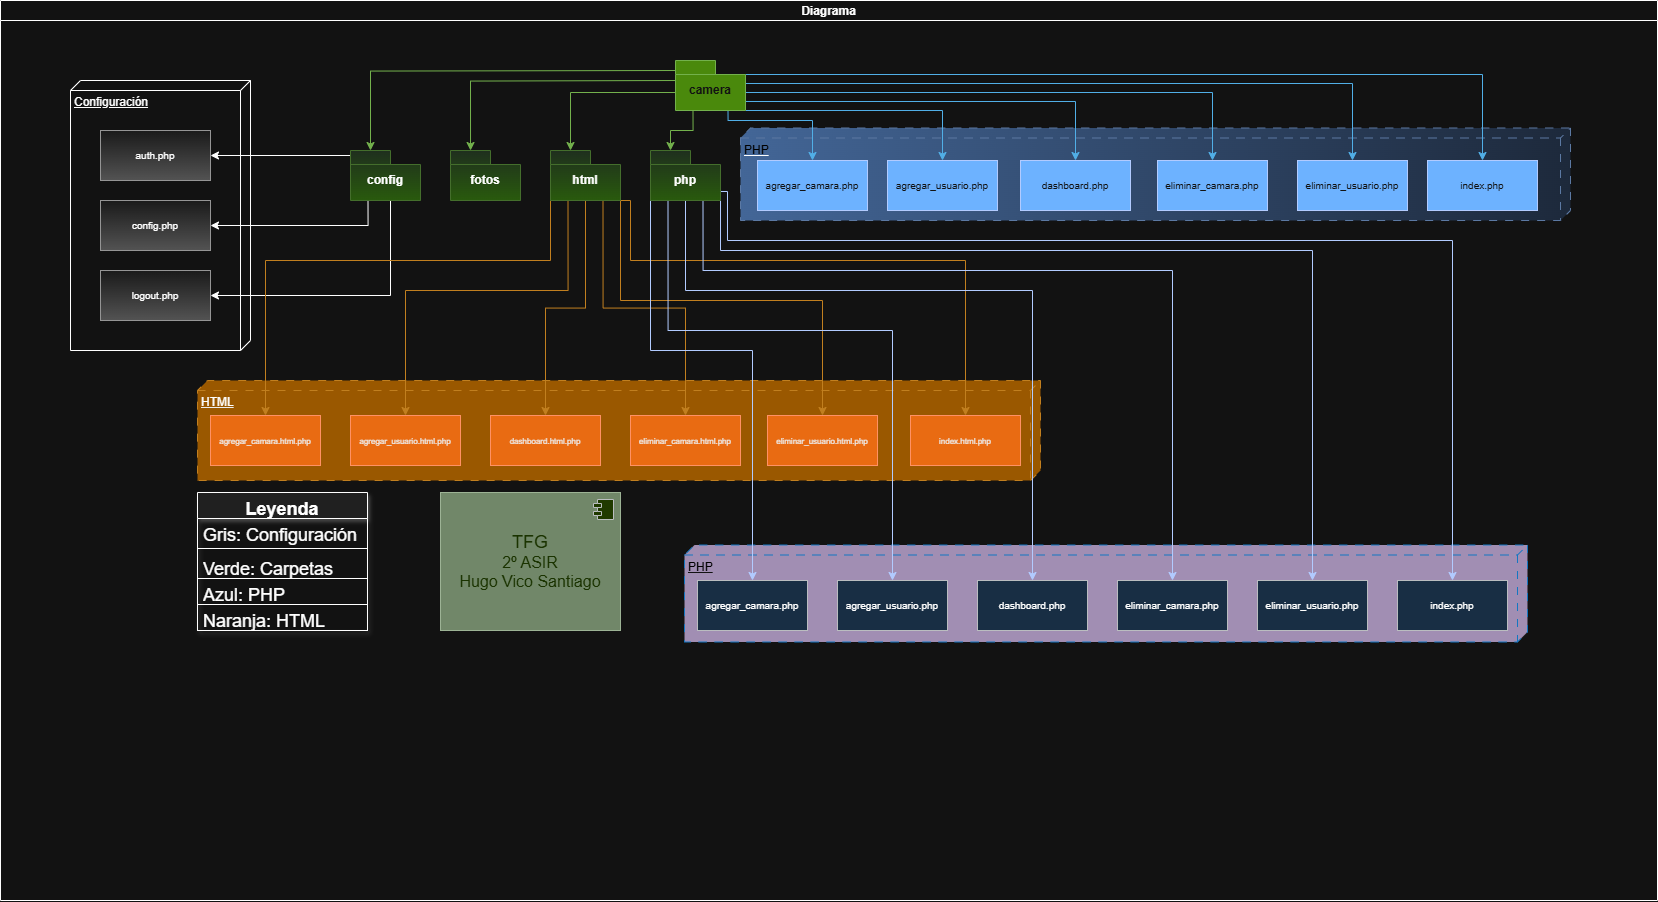 Diagrama
camera
Configuración
auth.php
config.php
logout.php
config
fotos
html
php
PHP
agregar_camara.php
agregar_usuario.php
dashboard.php
eliminar_camara.php
eliminar_usuario.php
index.php
HTML
agregar_camara.html.php
agregar_usuario.html.php
dashboard.html.php
eliminar_camara.html.php
eliminar_usuario.html.php
index.html.php
Leyenda
Gris: Configuración
Verde: Carpetas
Azul: PHP
Naranja: HTML
TFG
2º ASIR
Hugo Vico Santiago
PHP
agregar_camara.php
agregar_usuario.php
dashboard.php
eliminar_camara.php
eliminar_usuario.php
index.php